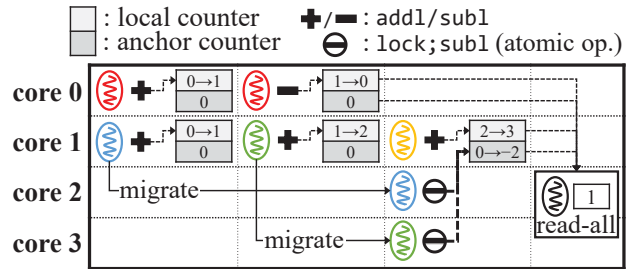 : local counter
: anchor counter
+/−: addl/subl
⊖: lock;subl (atomic op.)
core 0
+
0→1
0
−
1→0
0
core 1
+
0→1
0
+
1→2
0
+
2→3
0→−2
core 2
migrate
⊖
1
read-all
core 3
migrate
⊖